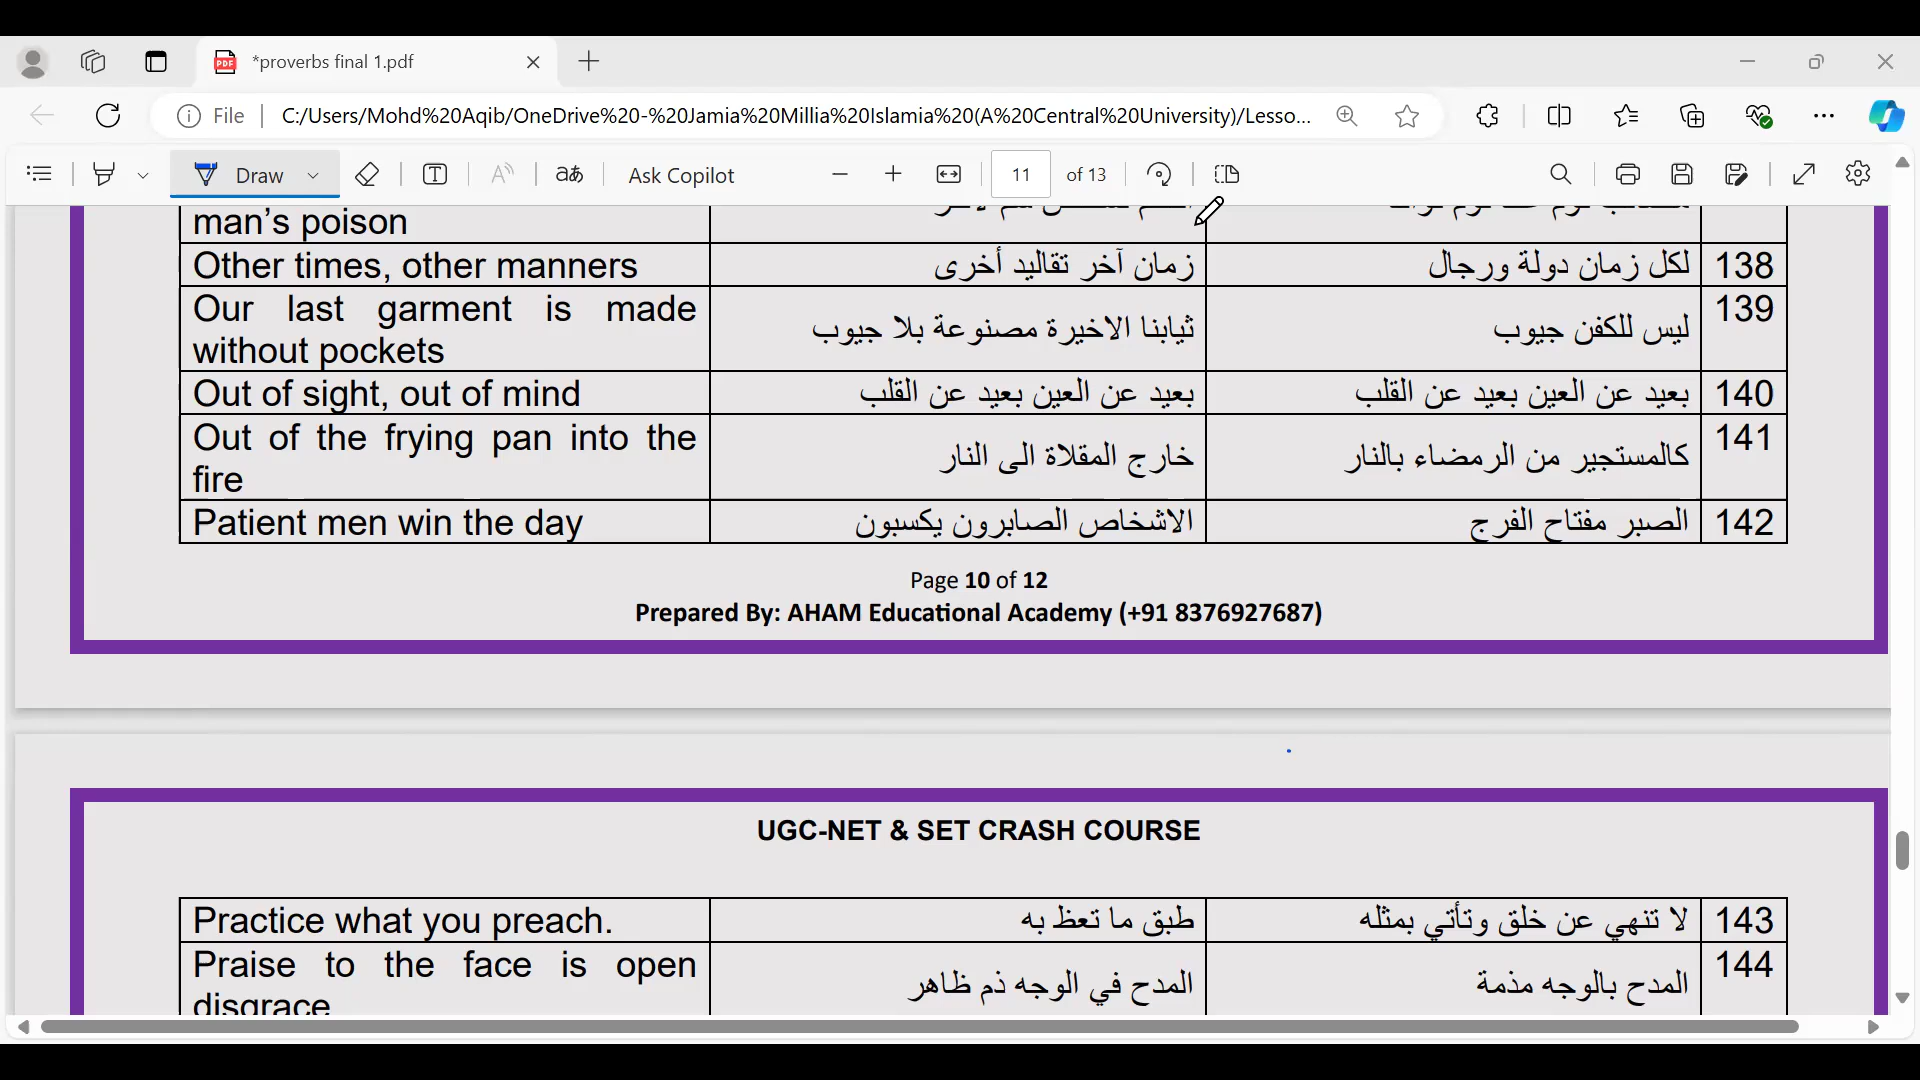 *proverbs final 1.pdf
File
C:/Users/Mohd%20Aqib/OneDrive%20-%20Jamia%20Millia%20Islamia%20(A%20Central%20University)/Lesso...
Draw
aあ
Ask Copilot
11 of 13
man's poison
Other times, other manners
زمان آخر تقاليد أخرى
لكل زمان دولة ورجال
138
Our last garment is made
without pockets
ثيابنا الاخيرة مصنوعة بلا جيوب
ليس للكفن جيوب
139
Out of sight, out of mind
بعيد عن العين بعيد عن القلب
بعيد عن العين بعيد عن القلب
140
Out of the frying pan into the
fire
خارج المقلاة الى النار
كالمستجير من الرمضاء بالنار
141
Patient men win the day
الاشخاص الصابرون يكسبون
الصبر مفتاح الفرج
142
Page 10 of 12
Prepared By: AHAM Educational Academy (+91 8376927687)
UGC-NET & SET CRASH COURSE
Practice what you preach.
طبق ما تعظ به
لا تنهي عن خلق وتأتي بمثله
143
Praise to the face is open
disgrace
المدح في الوجه ذم ظاهر
المدح بالوجه مذمة
144